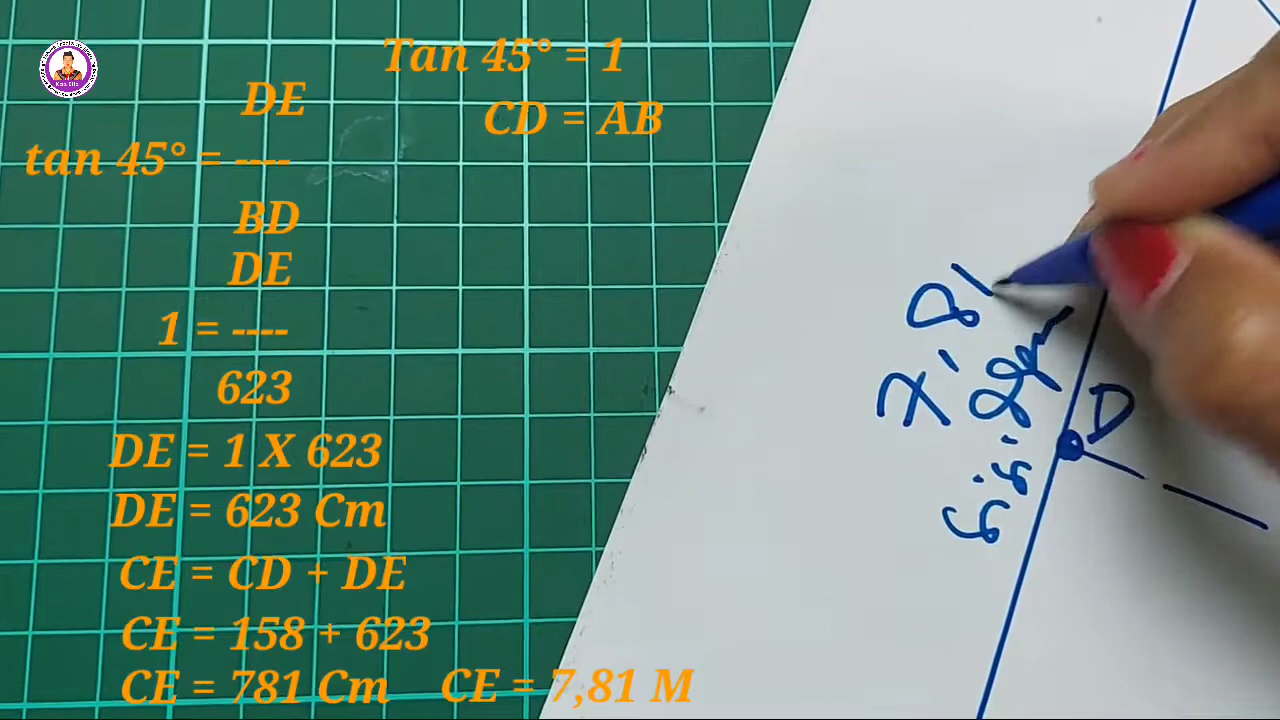 Tan 45° = 1
CD = AB
DE
tan 45° = ----
BD
DE
1 = ----
623
DE = 1 X 623
DE = 623 Cm
CE = CD + DE
CE = 158 + 623
CE = 781 Cm CE = 7,81 M
7,81
D